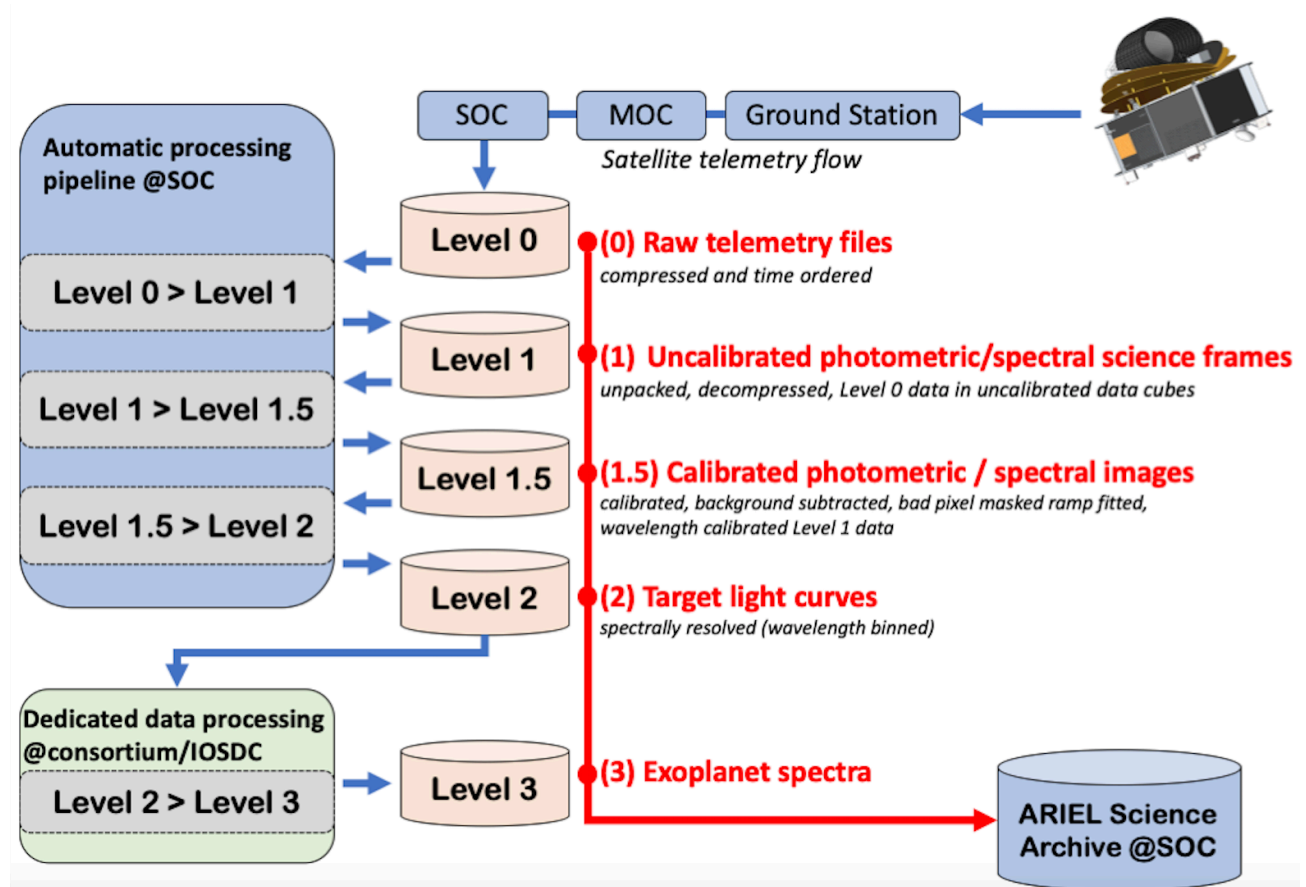 SOC
MOC
Ground Station
Satellite telemetry flow
Automatic processing
pipeline @SOC
Level 0 > Level 1
Level 1 > Level 1.5
Level 1.5 > Level 2
Level 0
Level 1
Level 1.5
Level 2
(0) Raw telemetry files
compressed and time ordered
(1) Uncalibrated photometric/spectral science frames
unpacked, decompressed, Level 0 data in uncalibrated data cubes
(1.5) Calibrated photometric / spectral images
calibrated, background subtracted, bad pixel masked ramp fitted,
wavelength calibrated Level 1 data
(2) Target light curves
spectrally resolved (wavelength binned)
Dedicated data processing
@consortium/IOSDC
Level 2 > Level 3
Level 3
(3) Exoplanet spectra
ARIEL Science
Archive @SOC